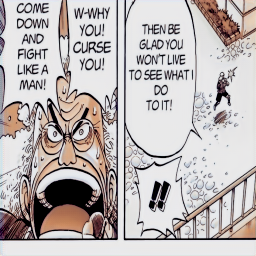 COME
DOWN
AND
FIGHT
LIKE A
MAN!
W-WHY
YOU!
CURSE
YOU!
THEN BE
GLAD YOU
WON'T LIVE
TO SEE WHAT I
DO
TO IT!
!!